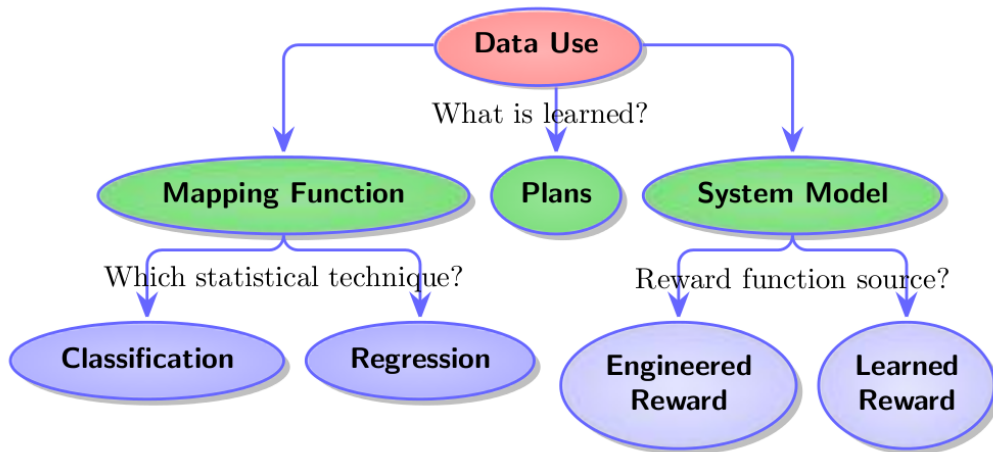 Data Use
What is learned?
Mapping Function
Plans
System Model
Which statistical technique?
Reward function source?
Classification
Regression
Engineered
Reward
Learned
Reward